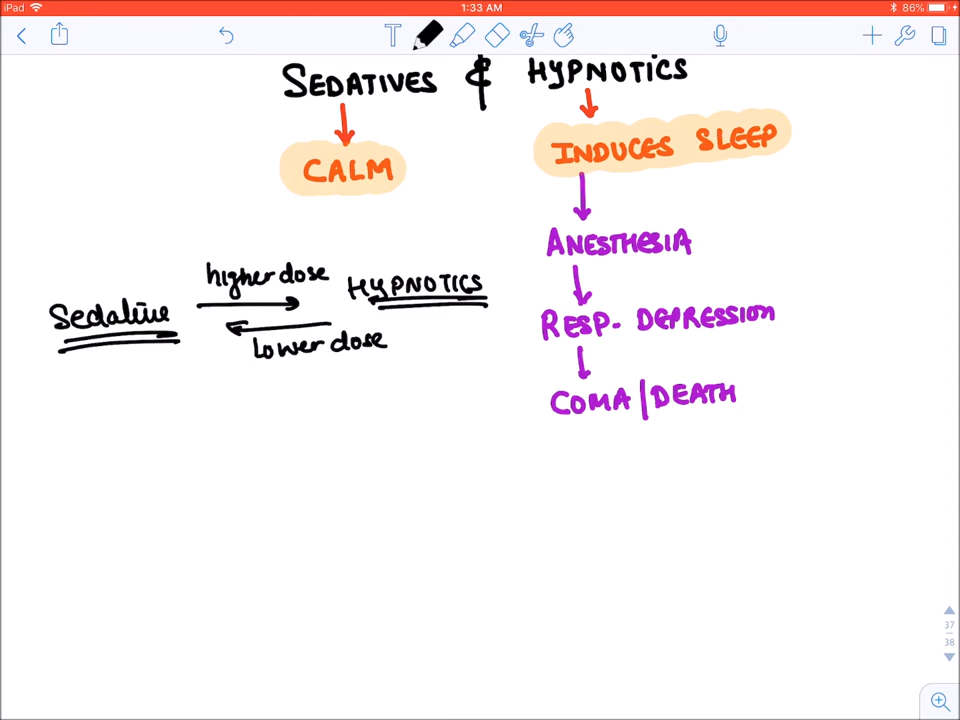 iPad 1:33 AM 86%
T
SEDATIVES & HYPNOTICS
CALM
INDUCES SLEEP
ANESTHESIA
higher dose
Sedative HYPNOTICS
lower dose
RESP. DEPRESSION
COMA/DEATH
37
38